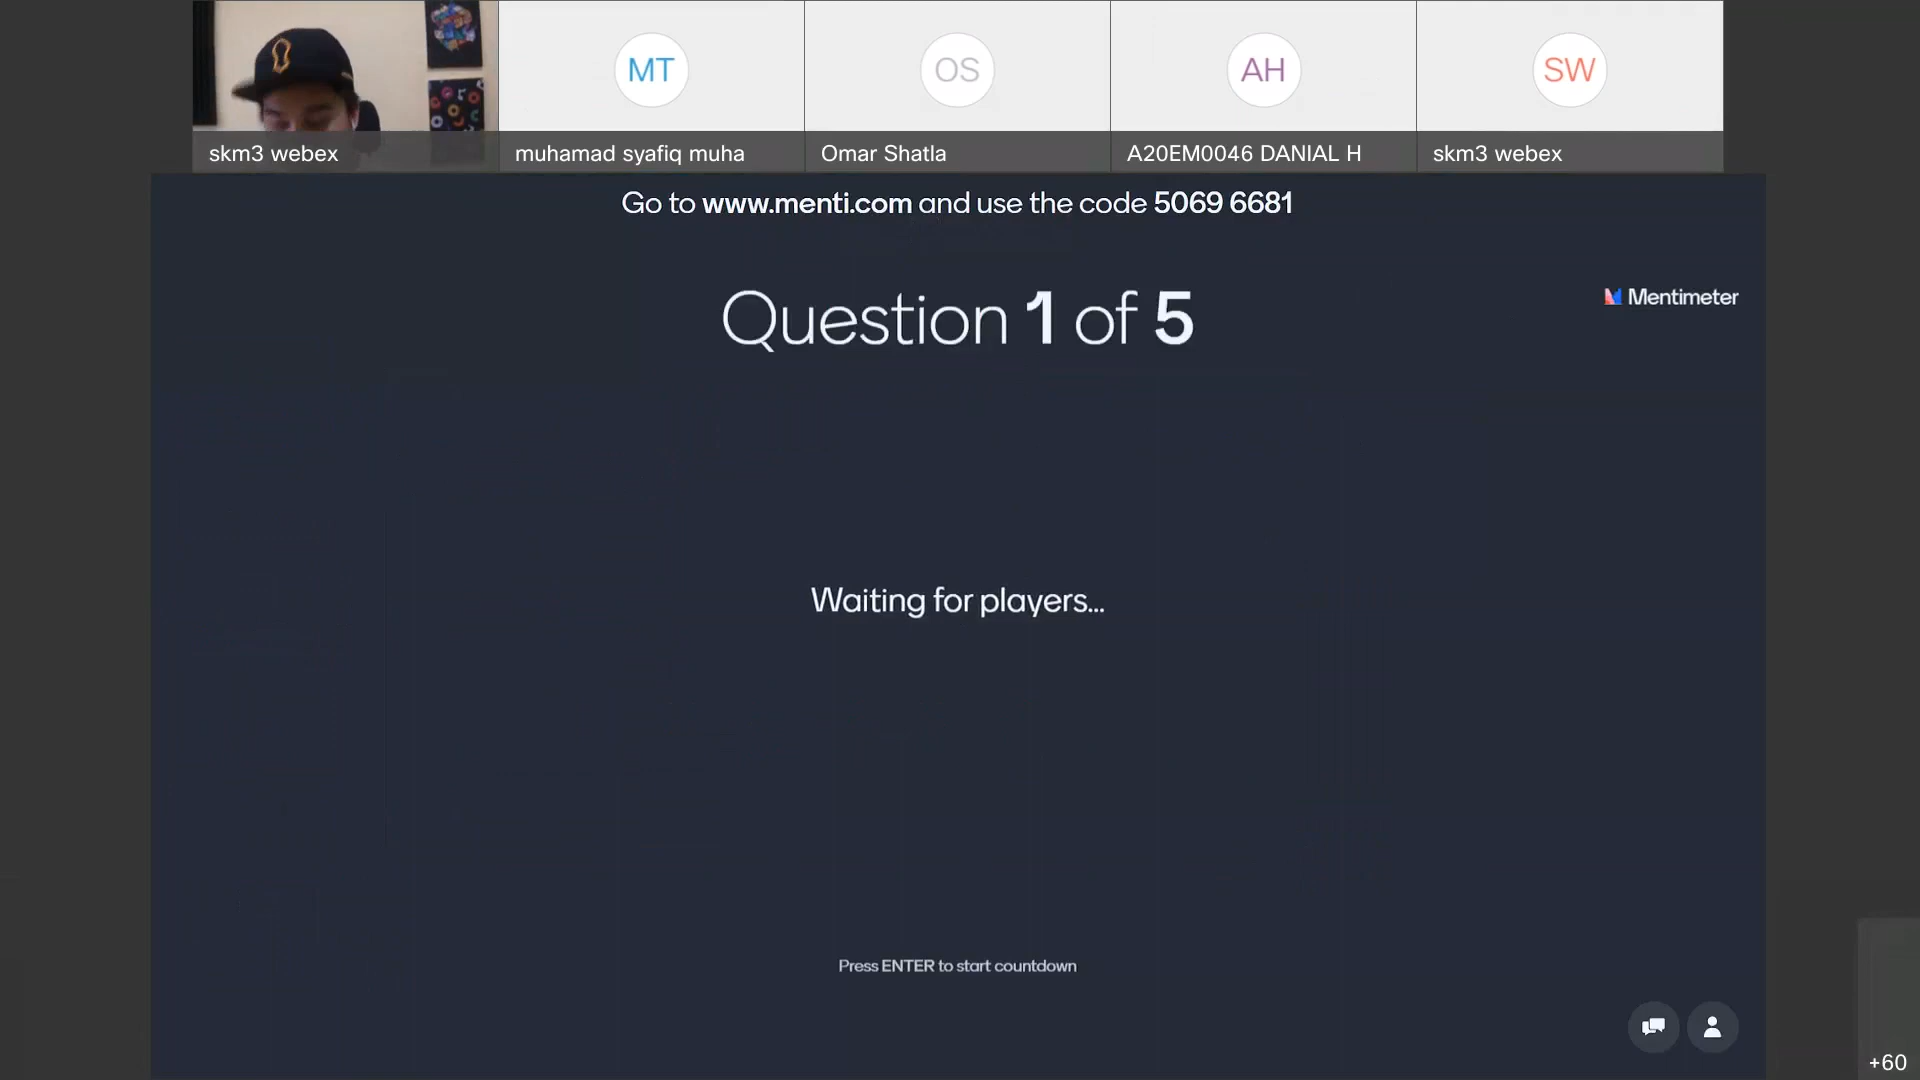 MT
OS
AH
SW
skm3 webex
muhamad syafiq muha
Omar Shatla
A20EM0046 DANIAL H
skm3 webex
Go to www.menti.com and use the code 5069 6681
Question 1 of 5
Mentimeter
Waiting for players...
Press ENTER to start countdown
+60